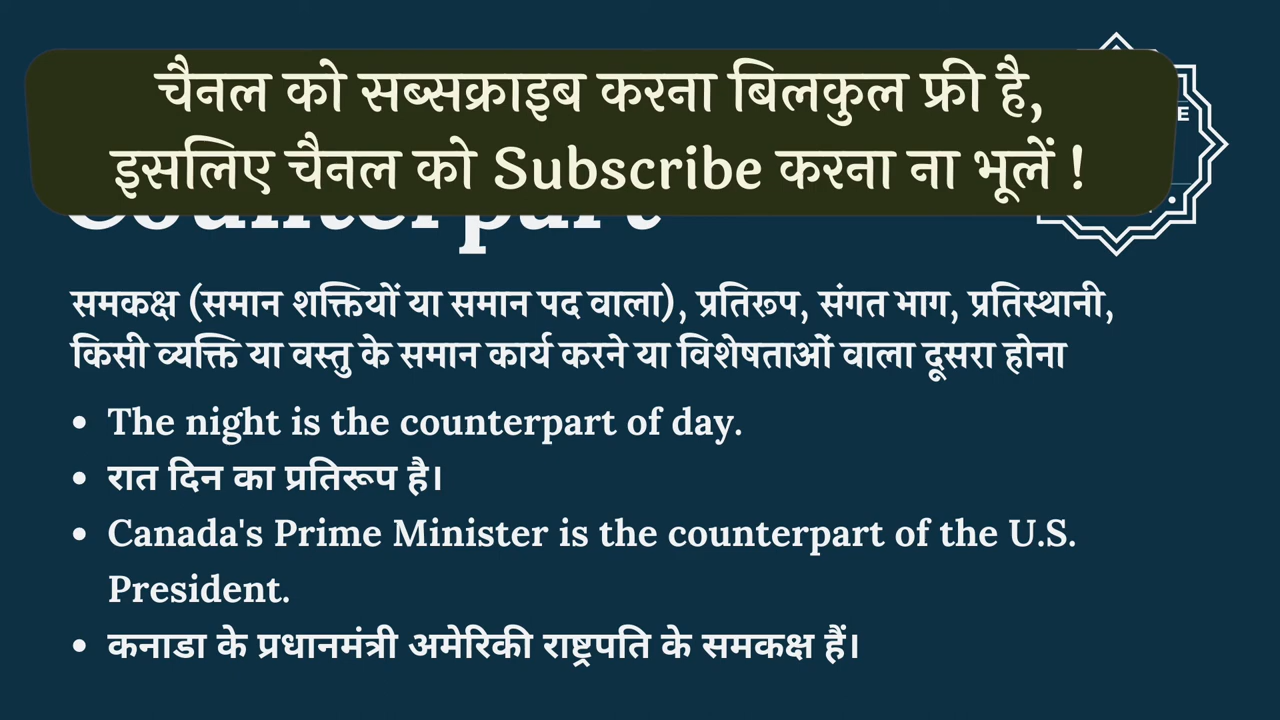 चैनल को सब्सक्राइब करना बिलकुल फ्री है,
इसलिए चैनल को Subscribe करना ना भूलें !
Counterpart
समकक्ष (समान शक्तियों या समान पद वाला), प्रतिरूप, संगत भाग, प्रतिस्थानी,
किसी व्यक्ति या वस्तु के समान कार्य करने या विशेषताओं वाला दूसरा होना
• The night is the counterpart of day.
• रात दिन का प्रतिरूप है।
• Canada's Prime Minister is the counterpart of the U.S.
President.
• कनाडा के प्रधानमंत्री अमेरिकी राष्ट्रपति के समकक्ष हैं।